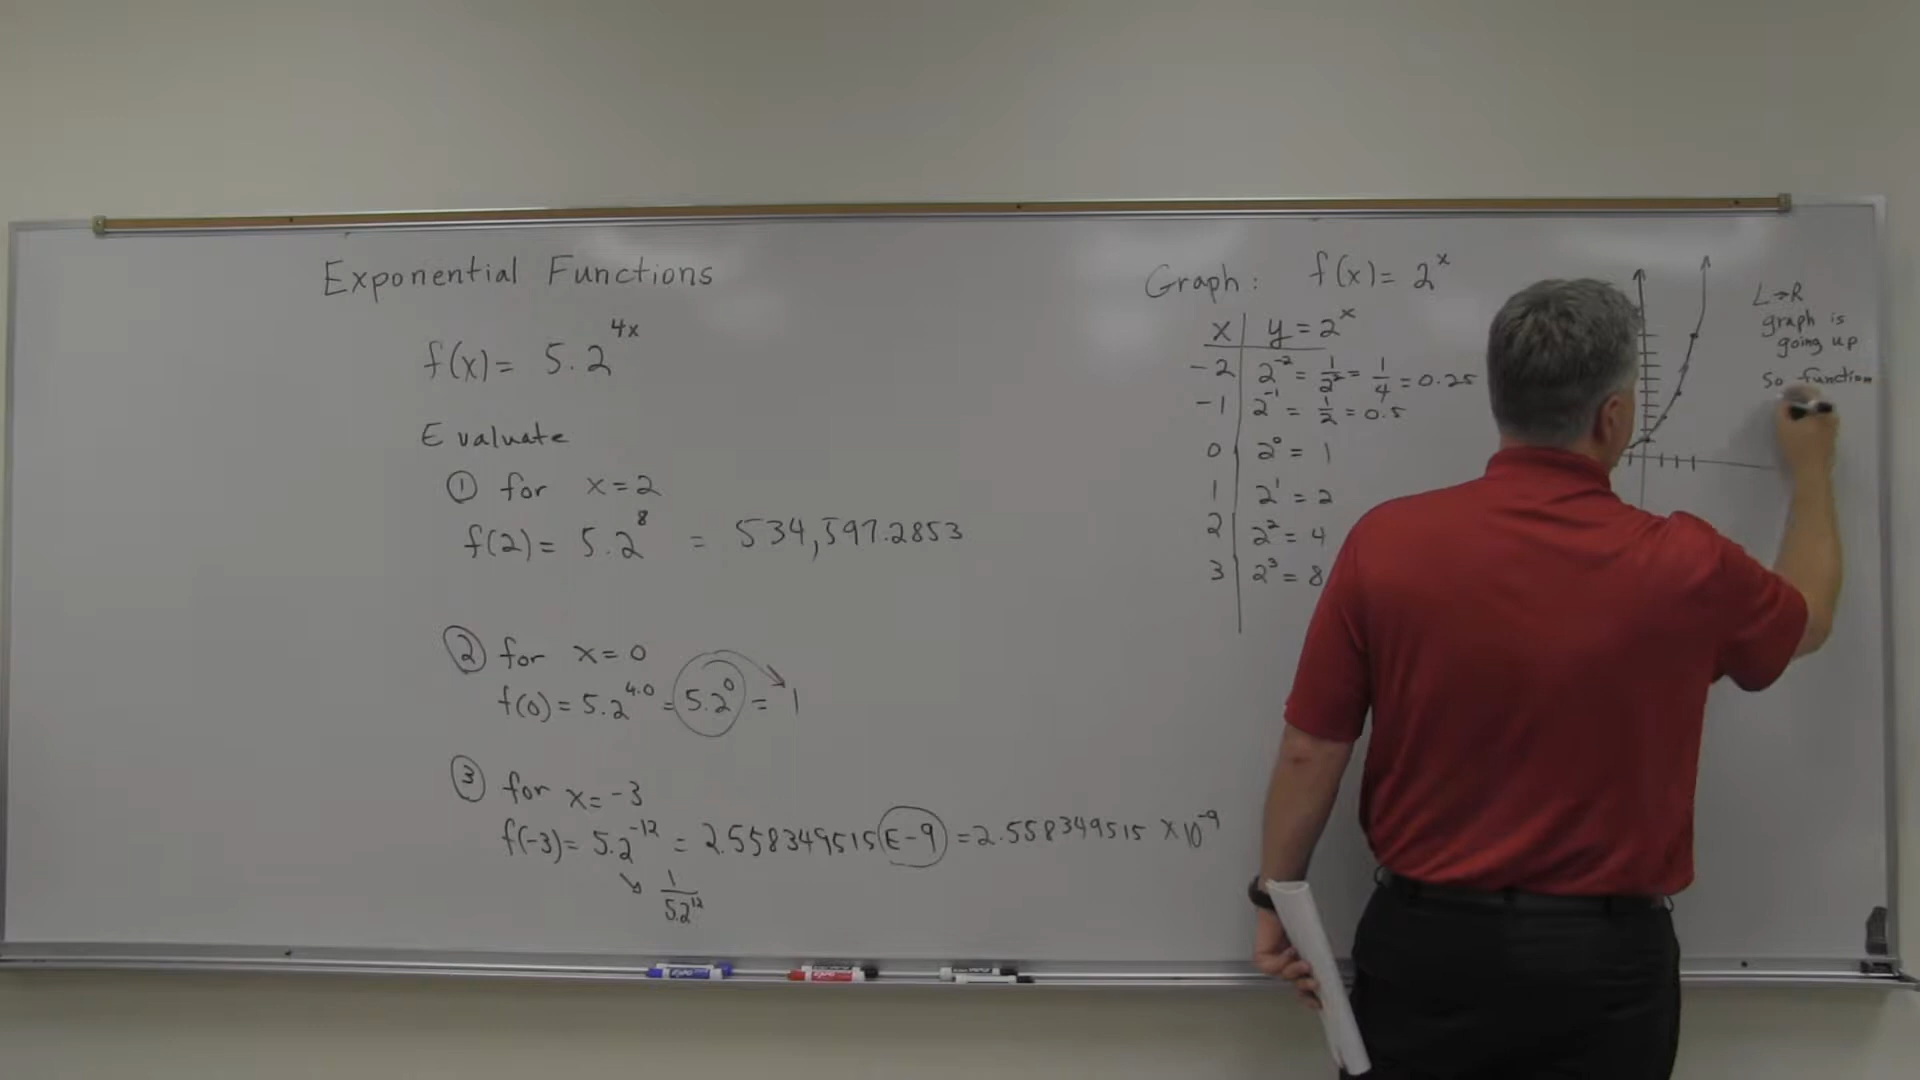 Exponential Functions
f(x) = 5.2^4x
Evaluate
① for x=2
f(2) = 5.2^8 = 534,597.2853
② for x=0
f(0) = 5.2^4.0 = 5.2^0 = 1
③ for x=-3
f(-3) = 5.2^-12 = 2.558349515 E-9 = 2.558349515 × 10^-9
↘ 1/5.2^12
Graph: f(x) = 2^x
x | y = 2^x
-2 | 2^-2 = 1/2^2 = 1/4 = 0.25
-1 | 2^-1 = 1/2 = 0.5
0 | 2^0 = 1
1 | 2^1 = 2
2 | 2^2 = 4
3 | 2^3 = 8
L→R
graph is
going up
So function